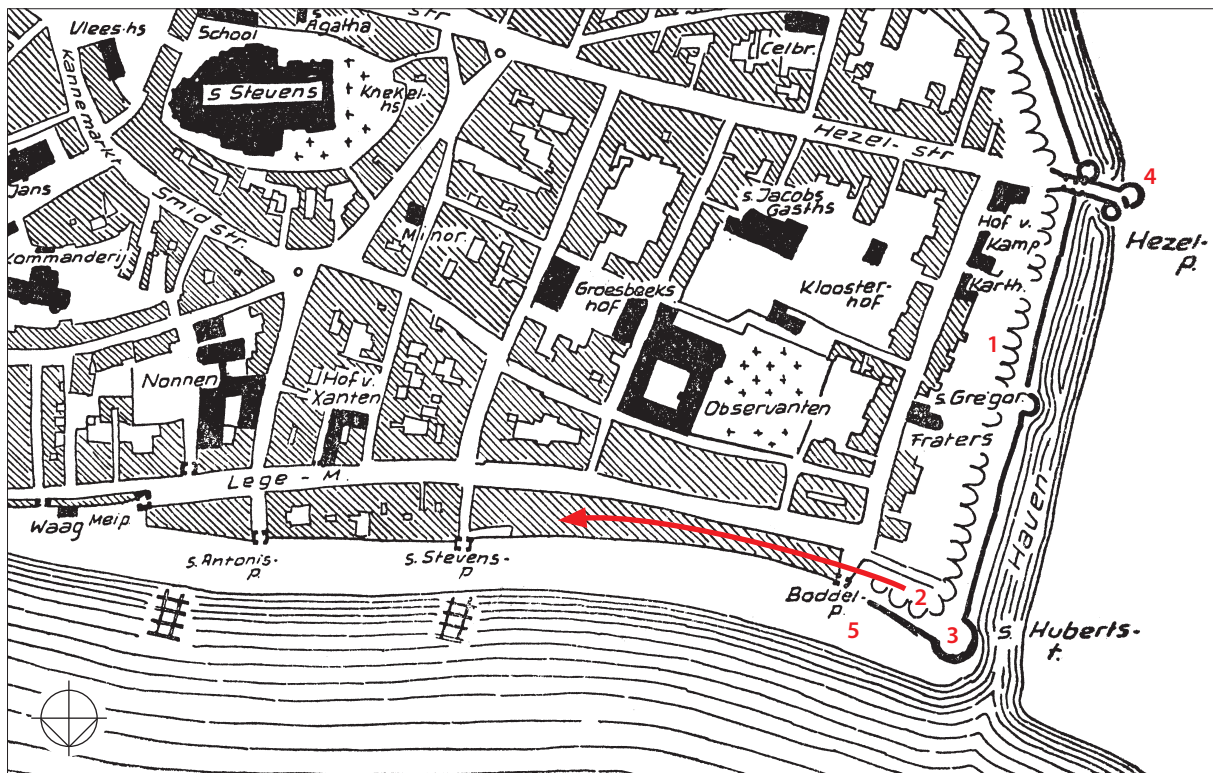 str
Vlees.hs
School
s
Agatha
Celbr.
Kannemarkt
s Stevens
Knekel-
hs
Hezel- str
4
Jans
Smid str.
s. Jacobs
Gasths
Hof v.
Kamp
Hezel-
p.
Minor.
Kommanderij
Groesbeeks
hof
Klooster-
hof
Karth.
1
Nonnen
Hof v.
Xanten
Observanten
s. Gregor.
Fraters
Lege - M.
Waag
Meip.
Haven
s. Antonis-
p.
s. Stevens-
p
Boddel-
p.
2
5
3
s. Huberts-
t.